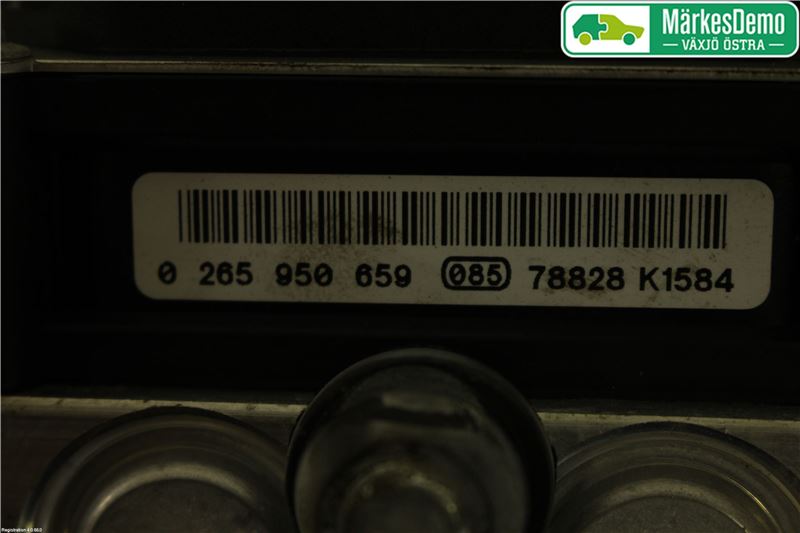 MärkesDemo
VÄXJÖ ÖSTRA
0 265 950 659 085 78828 K1584